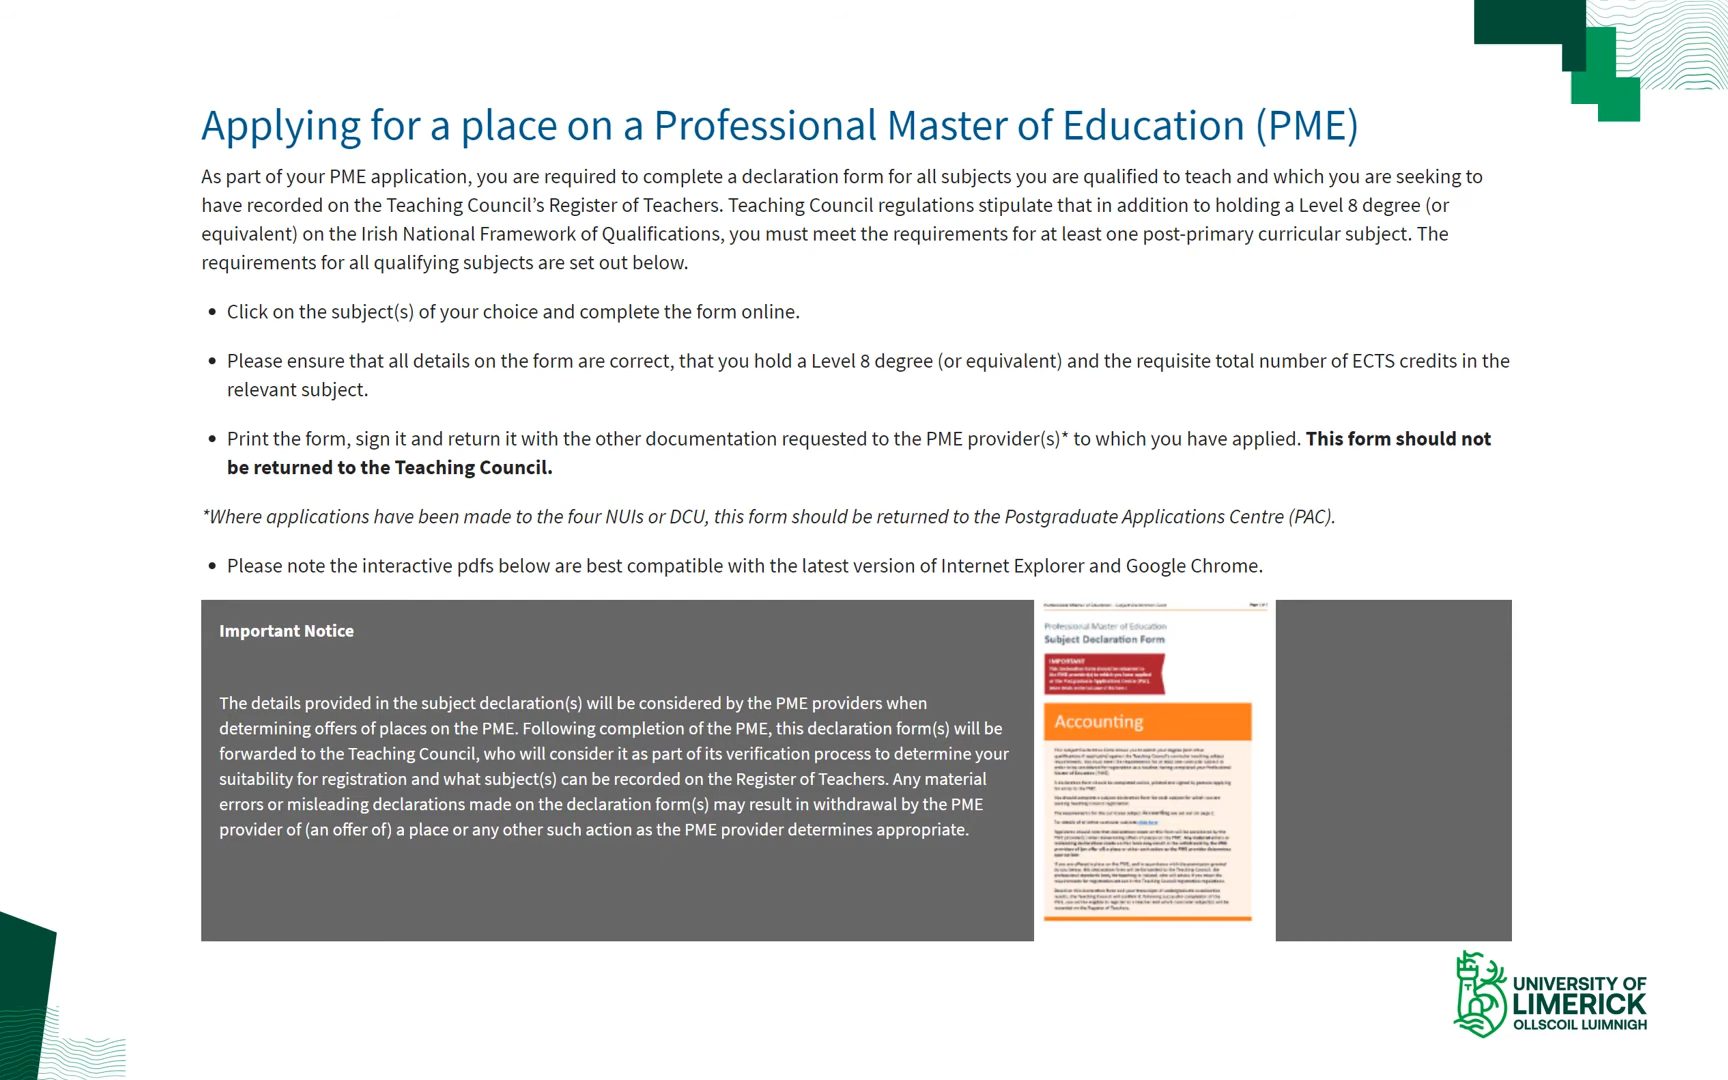 Applying for a place on a Professional Master of Education (PME)
As part of your PME application, you are required to complete a declaration form for all subjects you are qualified to teach and which you are seeking to
have recorded on the Teaching Council’s Register of Teachers. Teaching Council regulations stipulate that in addition to holding a Level 8 degree (or
equivalent) on the Irish National Framework of Qualifications, you must meet the requirements for at least one post-primary curricular subject. The
requirements for all qualifying subjects are set out below.
• Click on the subject(s) of your choice and complete the form online.
• Please ensure that all details on the form are correct, that you hold a Level 8 degree (or equivalent) and the requisite total number of ECTS credits in the
relevant subject.
• Print the form, sign it and return it with the other documentation requested to the PME provider(s)* to which you have applied. This form should not
be returned to the Teaching Council.
*Where applications have been made to the four NUIs or DCU, this form should be returned to the Postgraduate Applications Centre (PAC).
• Please note the interactive pdfs below are best compatible with the latest version of Internet Explorer and Google Chrome.
Important Notice
The details provided in the subject declaration(s) will be considered by the PME providers when
determining offers of places on the PME. Following completion of the PME, this declaration form(s) will be
forwarded to the Teaching Council, who will consider it as part of its verification process to determine your
suitability for registration and what subject(s) can be recorded on the Register of Teachers. Any material
errors or misleading declarations made on the declaration form(s) may result in withdrawal by the PME
provider of (an offer of) a place or any other such action as the PME provider determines appropriate.
Professional Master of Education
Subject Declaration Form
IMPORTANT
Accounting
UNIVERSITY OF
LIMERICK
OLLSCOIL LUIMNIGH